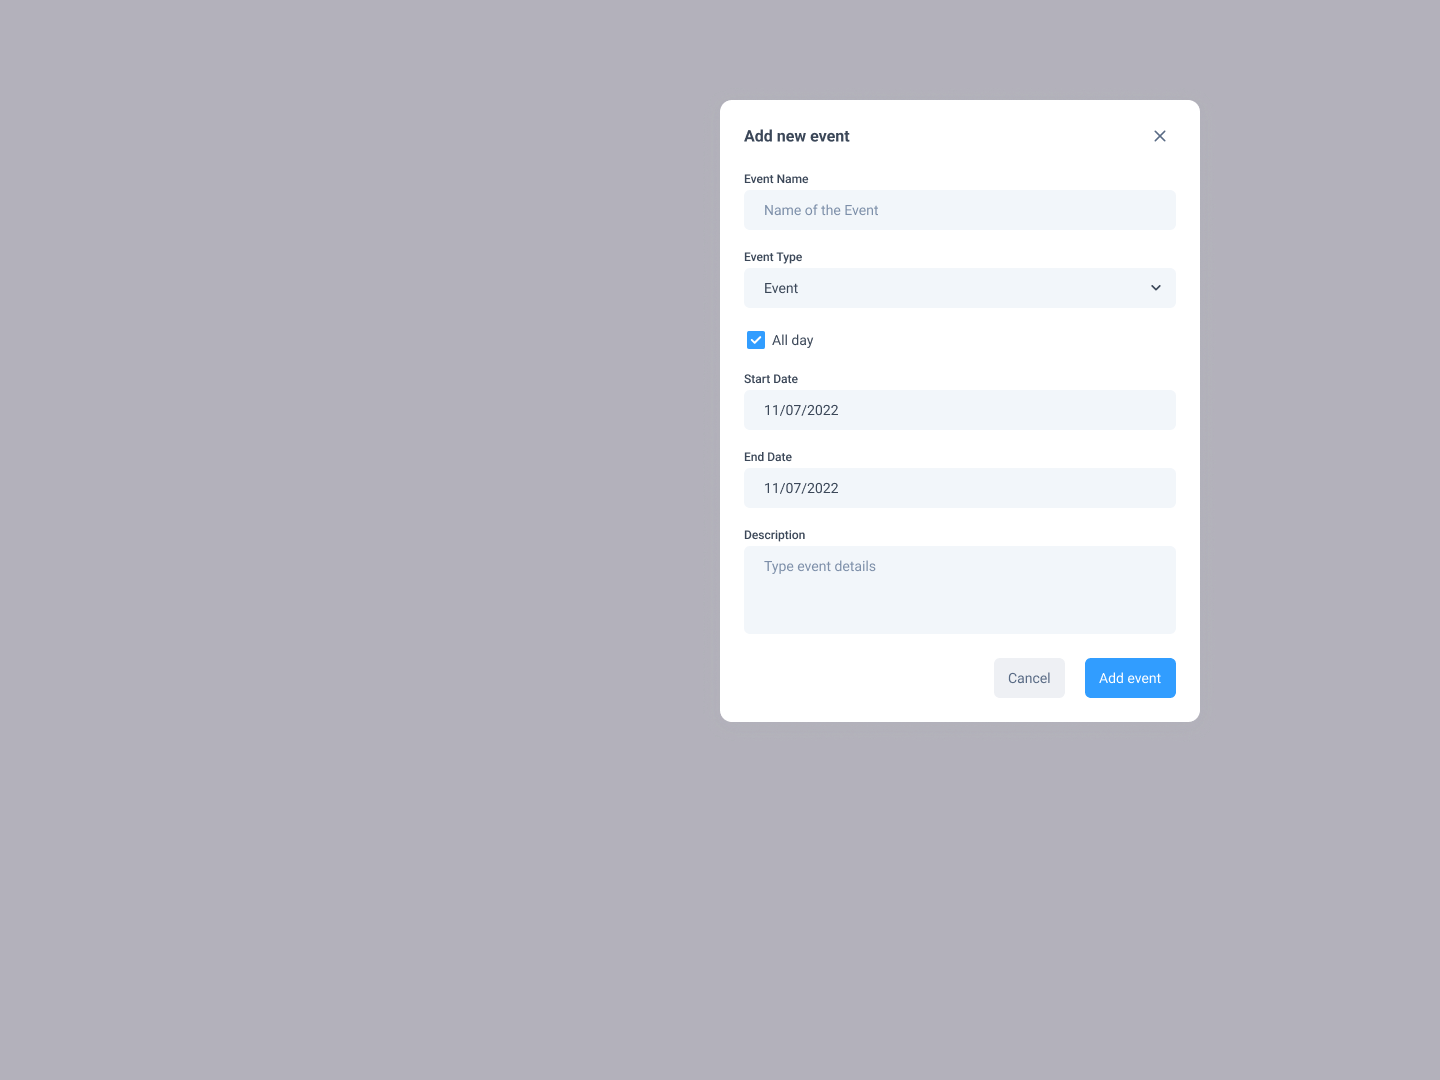 Add new event
Event Name
Name of the Event
Event Type
Event
All day
Start Date
11/07/2022
End Date
11/07/2022
Description
Type event details
Cancel
Add event